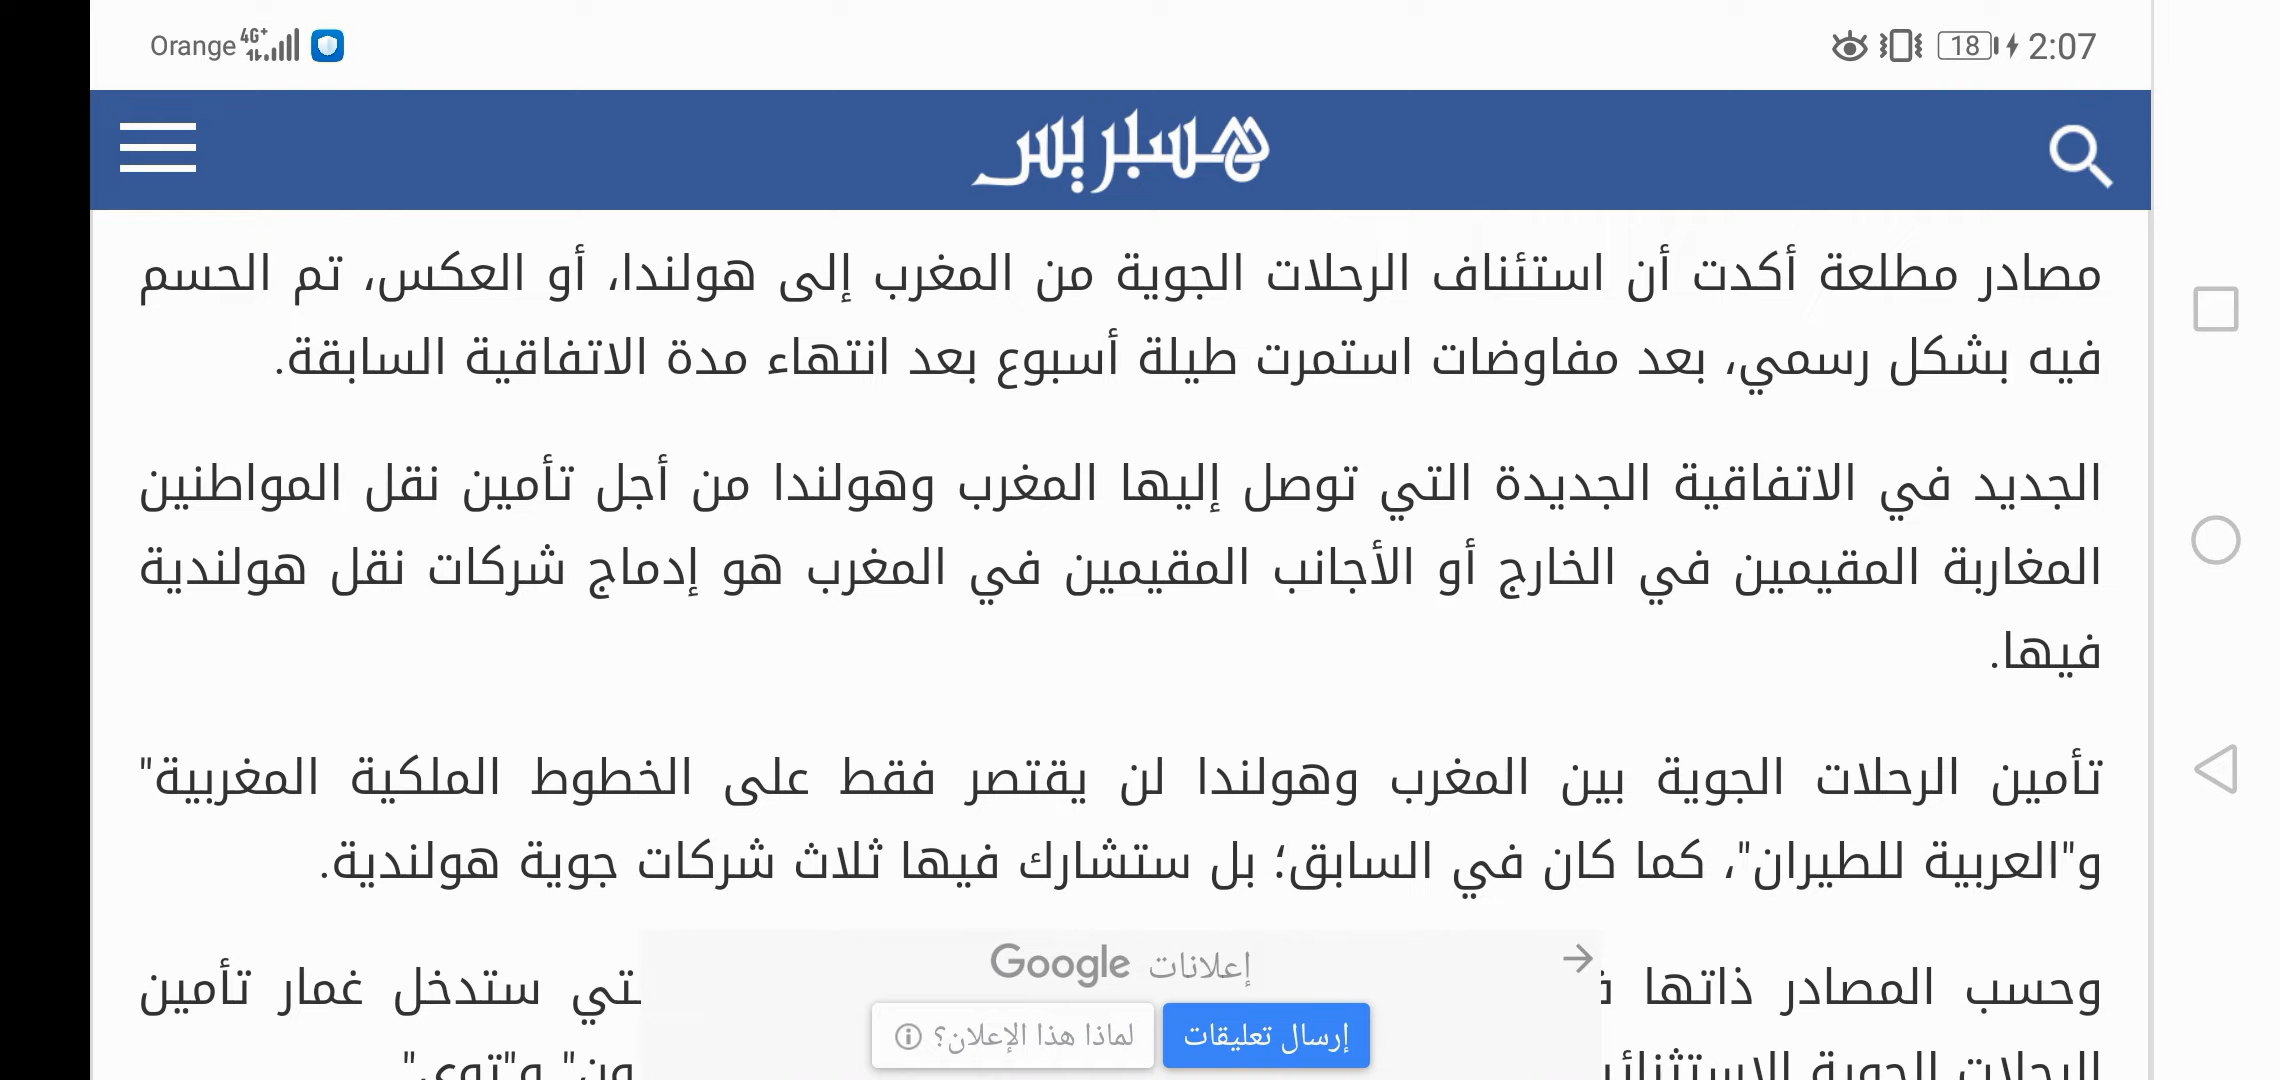 Orange 4G+
18 2:07
هسبريس
مصادر مطلعة أكدت أن استئناف الرحلات الجوية من المغرب إلى هولندا، أو العكس، تم الحسم
فيه بشكل رسمي، بعد مفاوضات استمرت طيلة أسبوع بعد انتهاء مدة الاتفاقية السابقة.
الجديد في الاتفاقية الجديدة التي توصل إليها المغرب وهولندا من أجل تأمين نقل المواطنين
المغاربة المقيمين في الخارج أو الأجانب المقيمين في المغرب هو إدماج شركات نقل هولندية
فيها.
تأمين الرحلات الجوية بين المغرب وهولندا لن يقتصر فقط على الخطوط الملكية المغربية"
و"العربية للطيران"، كما كان في السابق؛ بل ستشارك فيها ثلاث شركات جوية هولندية.
وحسب المصادر ذاتها ستدخل غمار تأمين
الرحلات الجوية و"توي"
إعلانات Google
إرسال تعليقات
لماذا هذا الإعلان؟